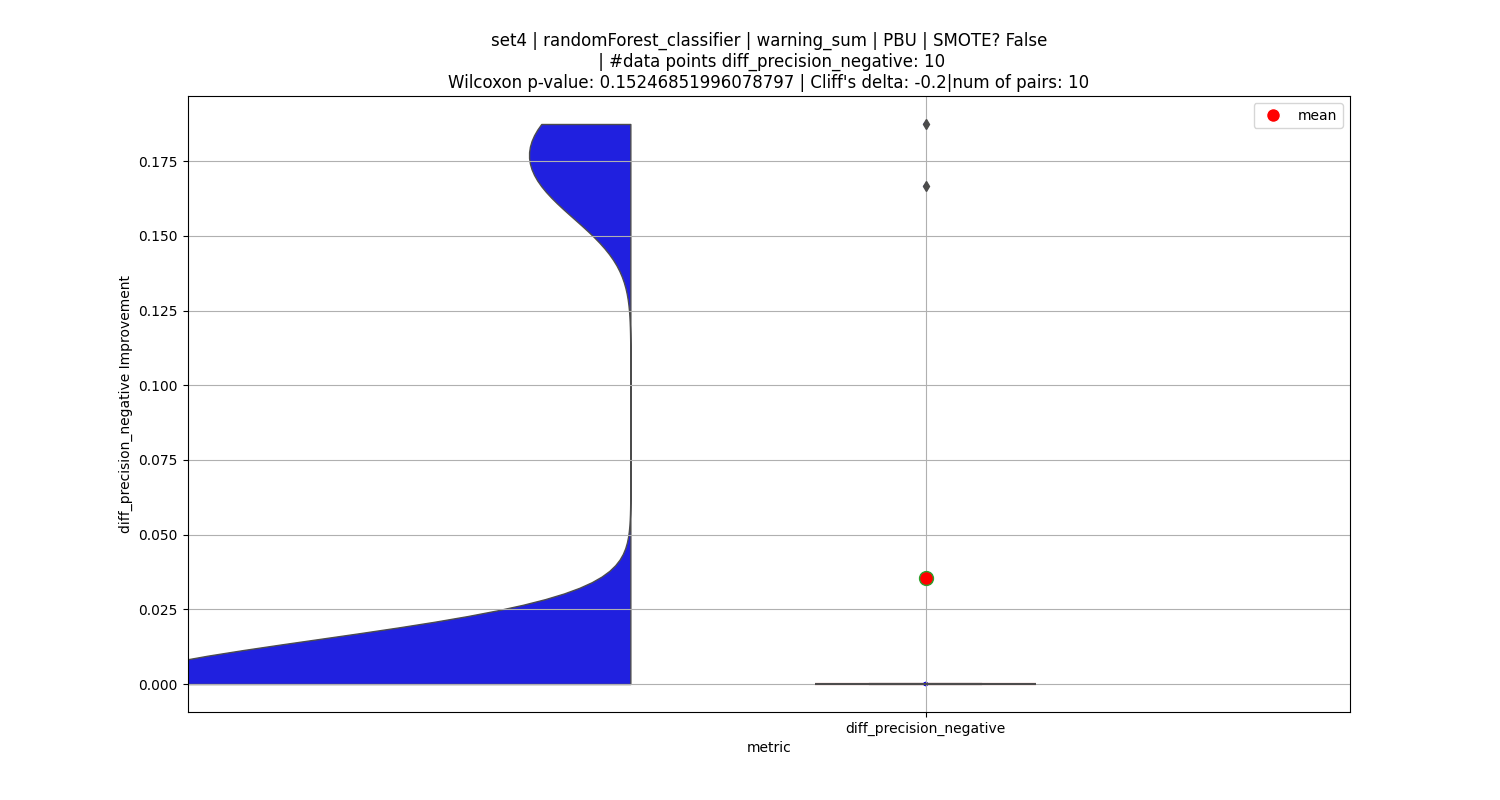 set4 | randomForest_classifier | warning_sum | PBU | SMOTE? False
| #data points diff_precision_negative: 10
Wilcoxon p-value: 0.15246851996078797 | Cliff's delta: -0.2|num of pairs: 10
mean
0.175
0.150
0.125
0.100
0.075
0.050
0.025
0.000
diff_precision_negative Improvement
diff_precision_negative
metric